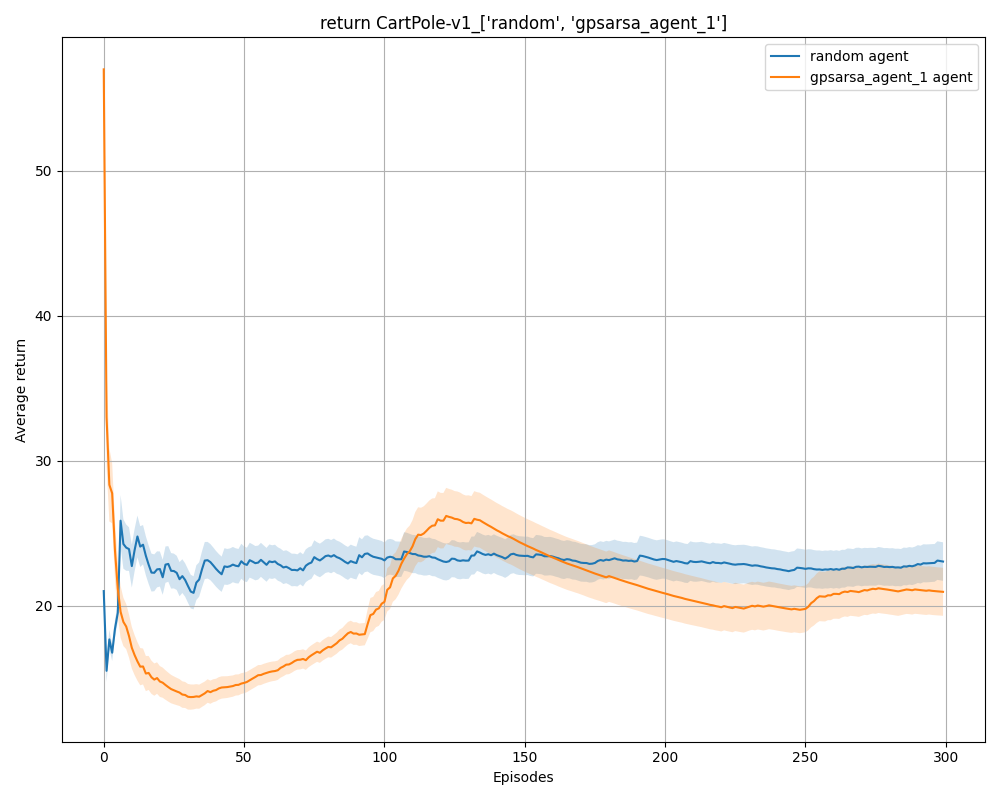 return CartPole-v1_['random', 'gpsarsa_agent_1']
random agent
gpsarsa_agent_1 agent
50
40
30
20
Average return
0
50
100
150
200
250
300
Episodes